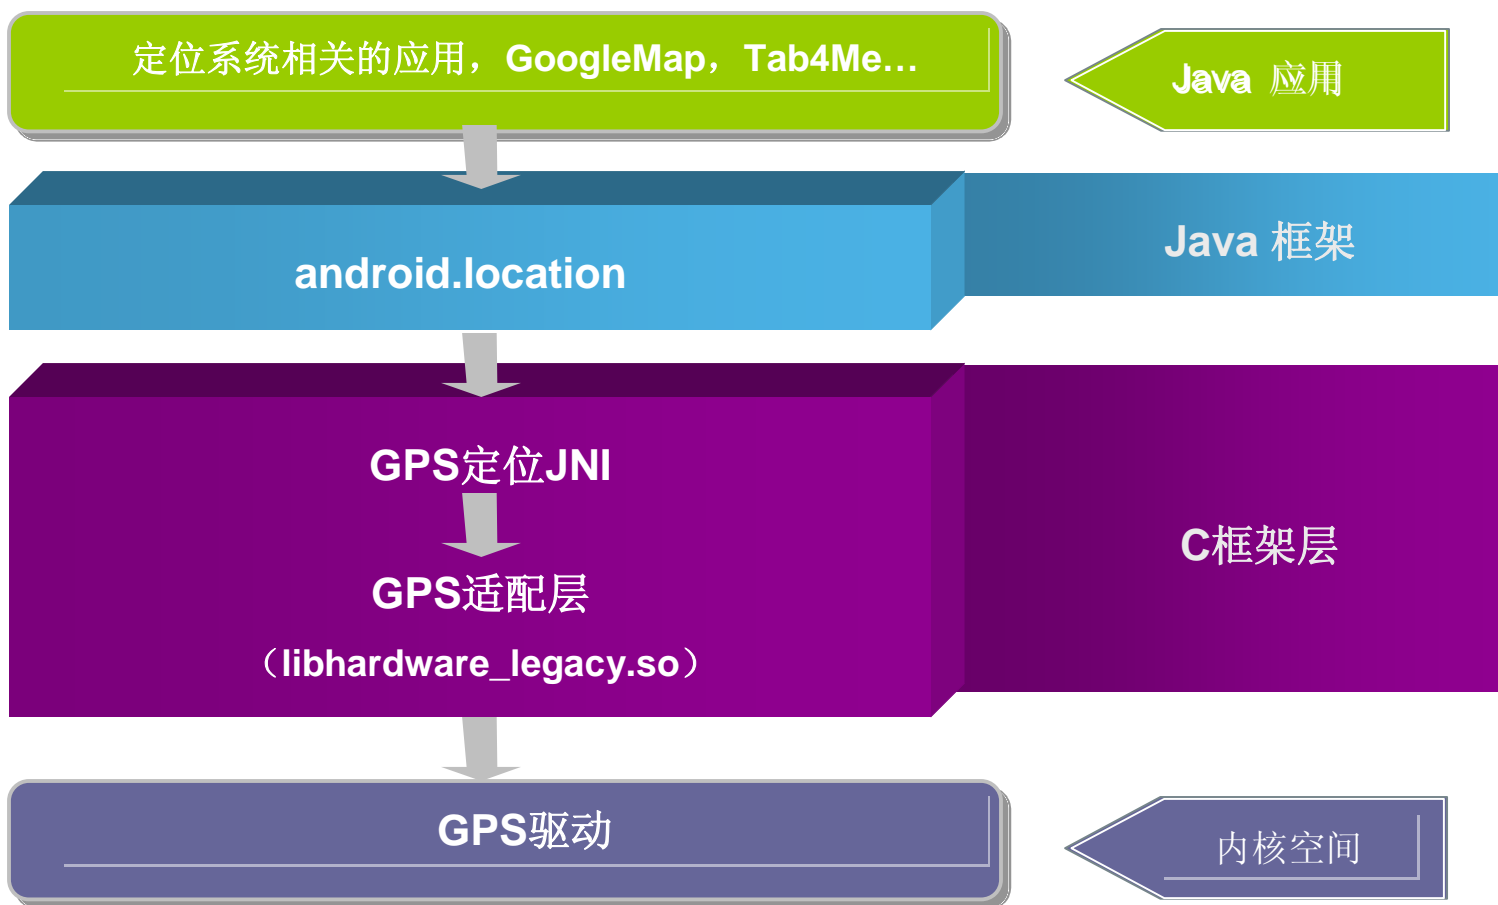 定位系统相关的应用，GoogleMap，Tab4Me…
Java 应用
android.location
Java 框架
GPS定位JNI
GPS适配层
（libhardware_legacy.so）
C框架层
GPS驱动
内核空间